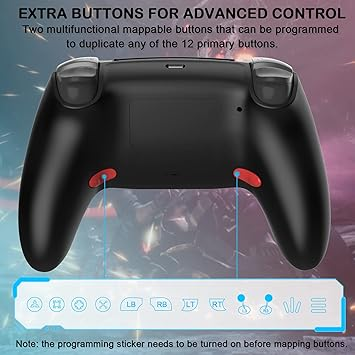 EXTRA BUTTONS FOR ADVANCED CONTROL
Two multifunctional mappable buttons that can be programmed
to duplicate any of the 12 primary buttons.
LB RB LT RT
Note: the programming sticker needs to be turned on before mapping buttons.